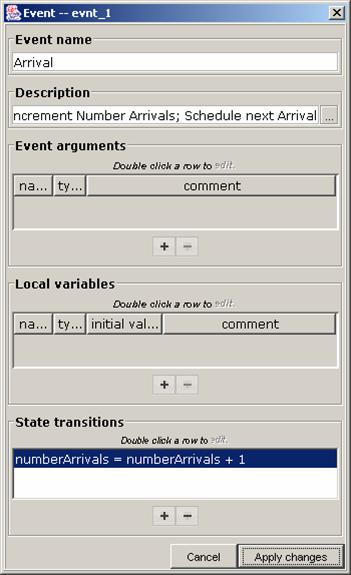 Event -- evnt_1
Event name
Arrival
Description
ncrement Number Arrivals; Schedule next Arrival ...
Event arguments
Double click a row to edit.
na... ty... comment
+ −
Local variables
Double click a row to edit.
na... ty... initial val... comment
+ −
State transitions
Double click a row to edit.
numberArrivals = numberArrivals + 1
+ −
Cancel Apply changes